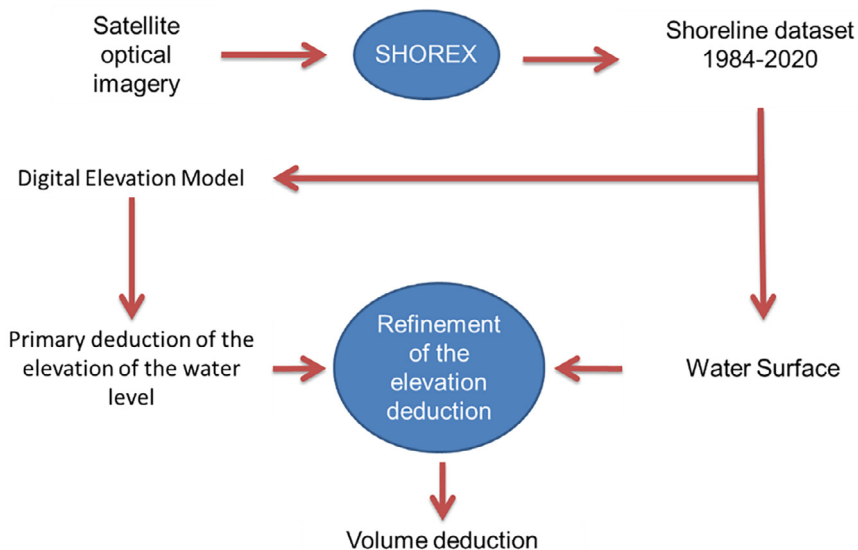 Satellite
optical
imagery
SHOREX
Shoreline dataset
1984-2020
Digital Elevation Model
Primary deduction of the
elevation of the water
level
Refinement
of the
elevation
deduction
Water Surface
Volume deduction